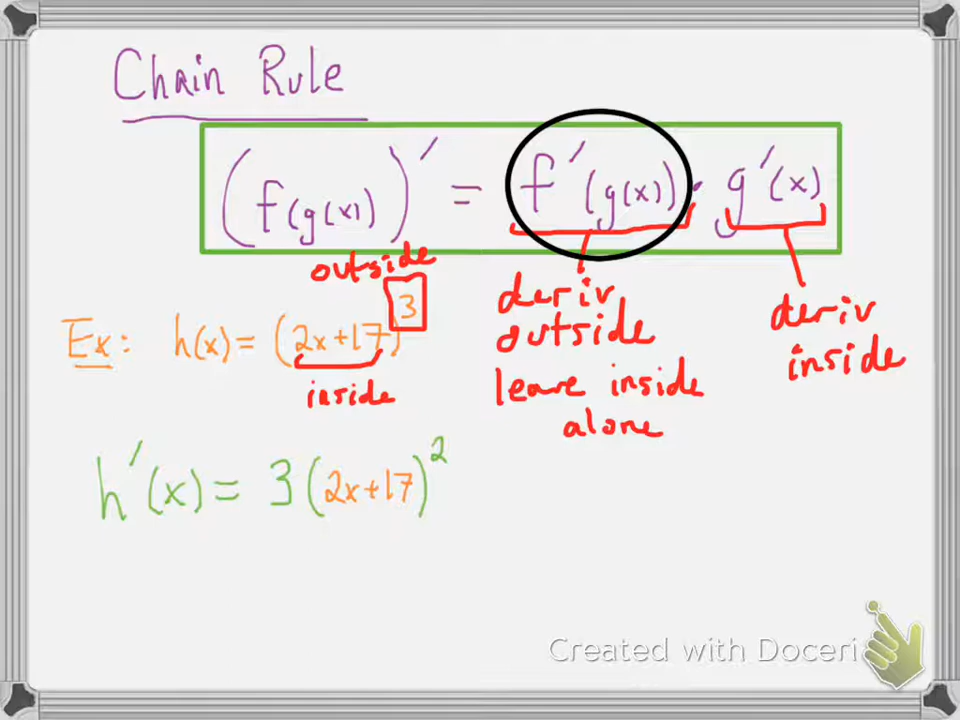 Chain Rule
(f(g(x)))' = f'(g(x)) · g'(x)
outside
deriv outside
leave inside alone
deriv inside
Ex: h(x) = (2x+17)^3
inside
h'(x) = 3(2x+17)^2
Created with Doceri